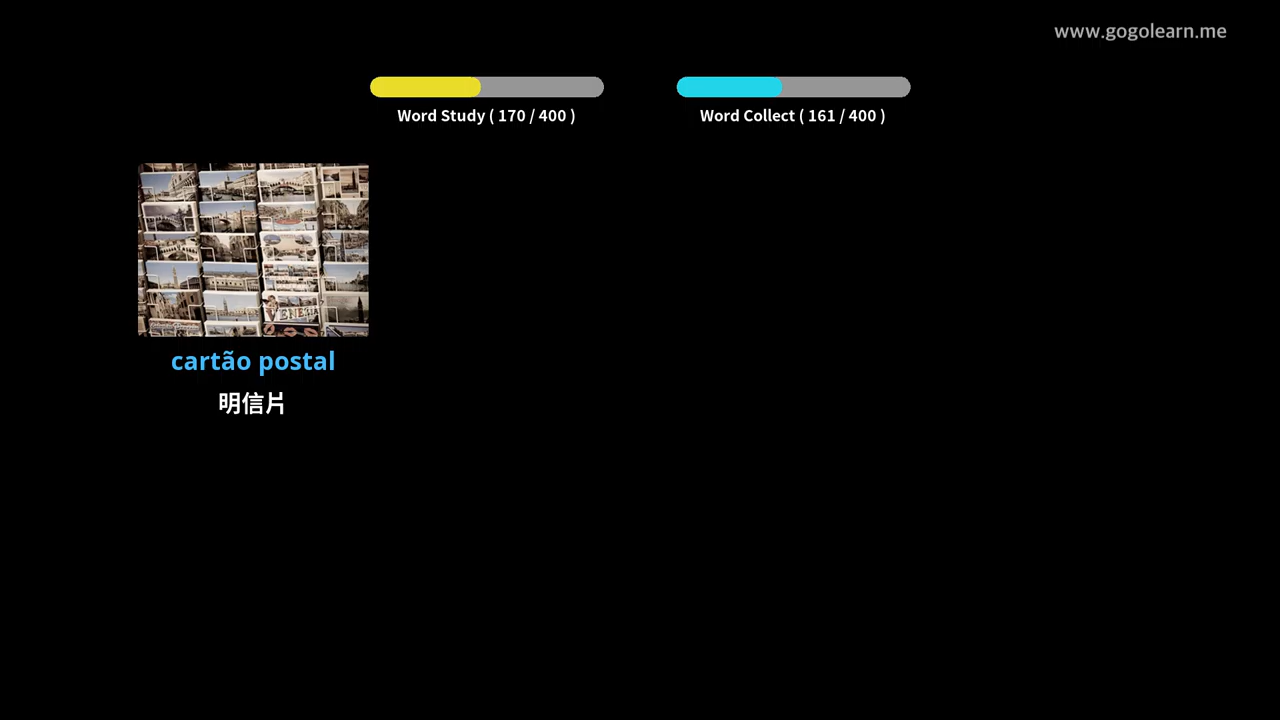 www.gogolearn.me
Word Study ( 170 / 400 )
Word Collect ( 161 / 400 )
cartão postal
明信片